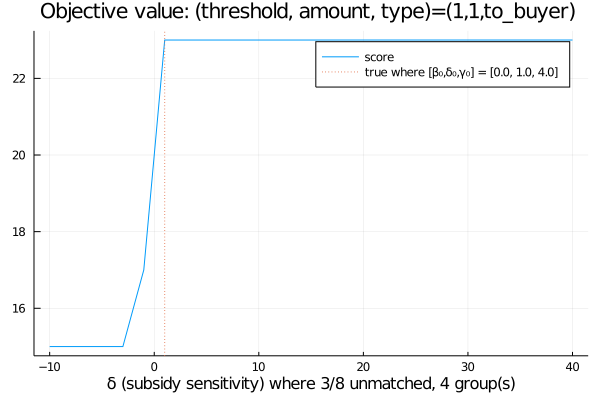 Objective value: (threshold, amount, type)=(1,1,to_buyer)
score
true where [β₀,δ₀,γ₀] = [0.0, 1.0, 4.0]
22
20
18
16
−10
0
10
20
30
40
δ (subsidy sensitivity) where 3/8 unmatched, 4 group(s)